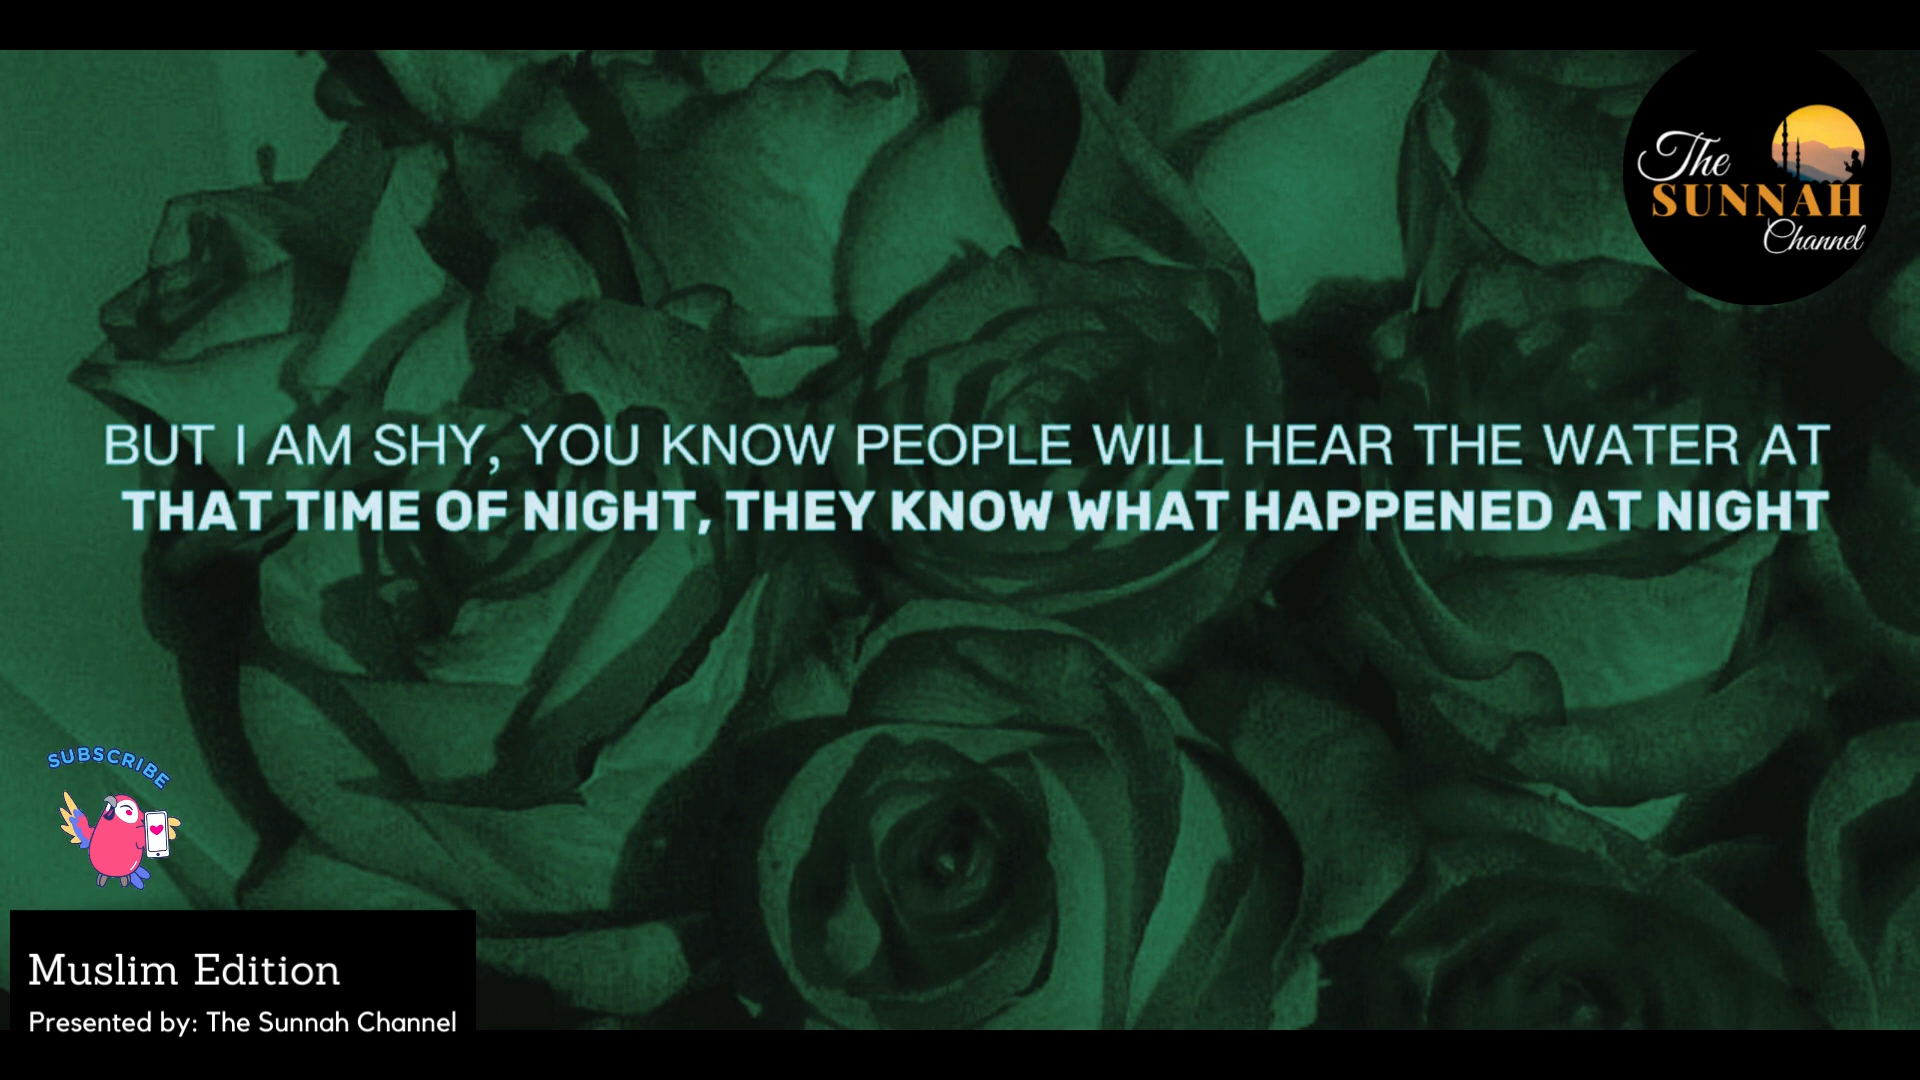 The
SUNNAH
Channel
BUT I AM SHY, YOU KNOW PEOPLE WILL HEAR THE WATER AT
THAT TIME OF NIGHT, THEY KNOW WHAT HAPPENED AT NIGHT
SUBSCRIBE
Muslim Edition
Presented by: The Sunnah Channel